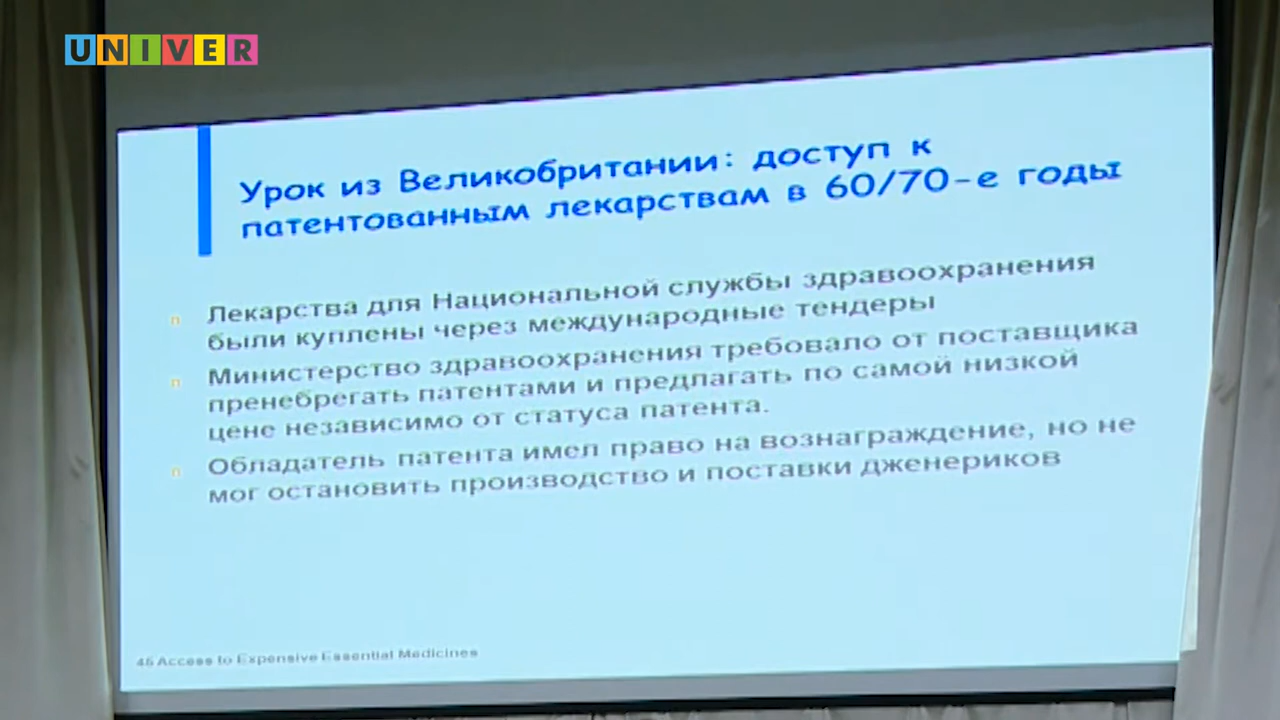 UNIVER
Урок из Великобритании: доступ к
патентованным лекарствам в 60/70-е годы
Лекарства для Национальной службы здравоохранения
были куплены через международные тендеры
Министерство здравоохранения требовало от поставщика
пренебрегать патентами и предлагать по самой низкой
цене независимо от статуса патента.
Обладатель патента имел право на вознаграждение, но не
мог остановить производство и поставки дженериков
45 Access to Expensive Essential Medicines